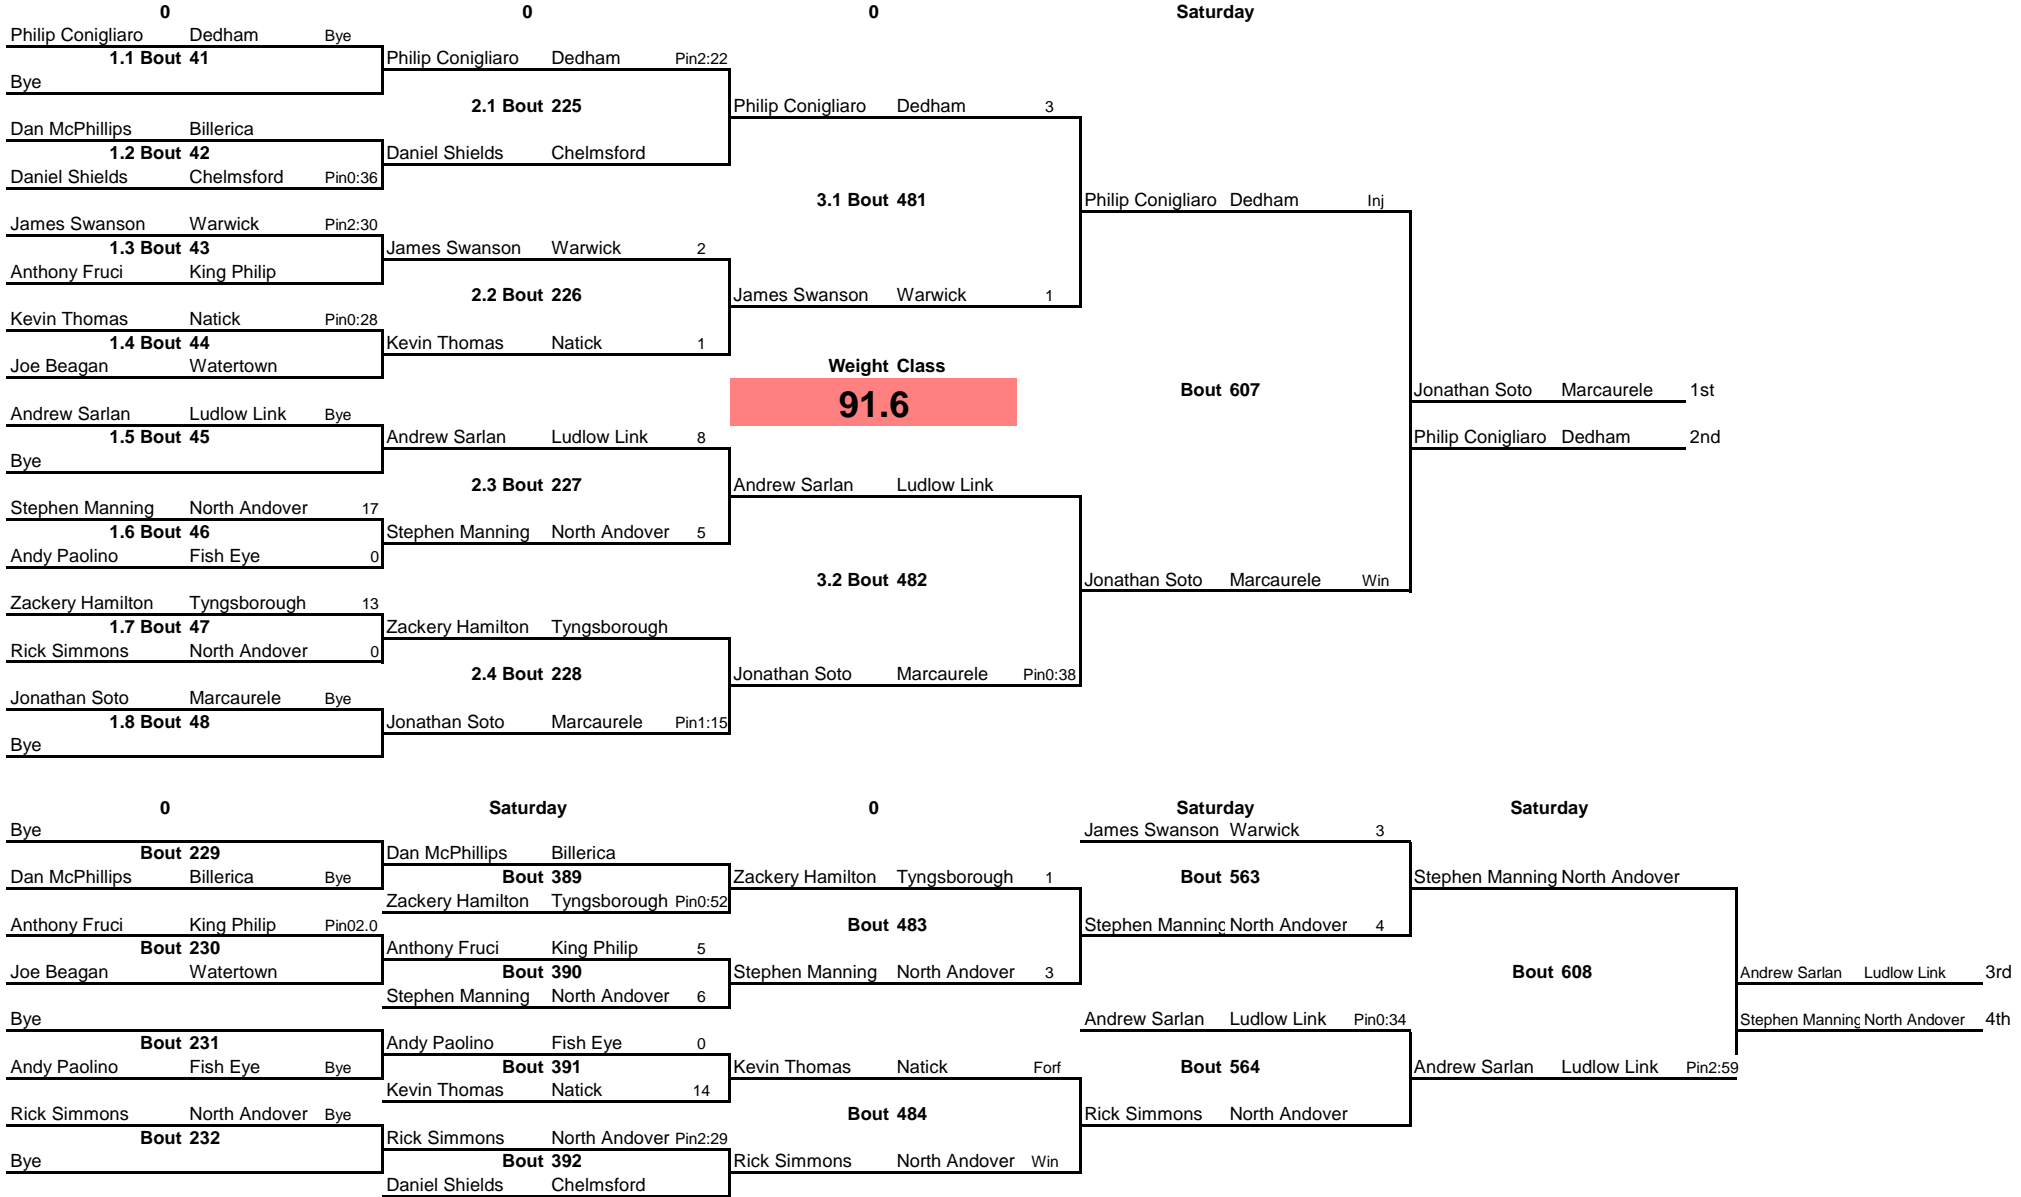 0 0 0 Saturday
Philip Conigliaro Dedham Bye
1.1 Bout 41 Philip Conigliaro Dedham Pin2:22
Bye
2.1 Bout 225 Philip Conigliaro Dedham 3
Dan McPhillips Billerica
1.2 Bout 42 Daniel Shields Chelmsford
Daniel Shields Chelmsford Pin0:36
3.1 Bout 481 Philip Conigliaro Dedham Inj
James Swanson Warwick Pin2:30
1.3 Bout 43 James Swanson Warwick 2
Anthony Fruci King Philip
2.2 Bout 226 James Swanson Warwick 1
Kevin Thomas Natick Pin0:28
1.4 Bout 44 Kevin Thomas Natick 1
Joe Beagan Watertown Weight Class
91.6 Bout 607 Jonathan Soto Marcaurele 1st
Andrew Sarlan Ludlow Link Bye
1.5 Bout 45 Andrew Sarlan Ludlow Link 8 Philip Conigliaro Dedham 2nd
Bye
2.3 Bout 227 Andrew Sarlan Ludlow Link
Stephen Manning North Andover 17
1.6 Bout 46 Stephen Manning North Andover 5
Andy Paolino Fish Eye 0
3.2 Bout 482 Jonathan Soto Marcaurele Win
Zackery Hamilton Tyngsborough 13
1.7 Bout 47 Zackery Hamilton Tyngsborough
Rick Simmons North Andover 0
2.4 Bout 228 Jonathan Soto Marcaurele Pin0:38
Jonathan Soto Marcaurele Bye
1.8 Bout 48 Jonathan Soto Marcaurele Pin1:15
Bye
0 Saturday 0 Saturday Saturday
Bye James Swanson Warwick 3
Bout 229 Dan McPhillips Billerica
Dan McPhillips Billerica Bye Bout 389 Zackery Hamilton Tyngsborough 1 Bout 563 Stephen Manning North Andover
Zackery Hamilton Tyngsborough Pin0:52
Anthony Fruci King Philip Pin02.0 Bout 483 Stephen Manning North Andover 4
Bout 230 Anthony Fruci King Philip 5
Joe Beagan Watertown Bout 390 Stephen Manning North Andover 3 Bout 608 Andrew Sarlan Ludlow Link 3rd
Stephen Manning North Andover 6
Bye Andrew Sarlan Ludlow Link Pin0:34 Stephen Manning North Andover 4th
Bout 231 Andy Paolino Fish Eye 0
Andy Paolino Fish Eye Bye Bout 391 Kevin Thomas Natick Forf Bout 564 Andrew Sarlan Ludlow Link Pin2:59
Kevin Thomas Natick 14
Rick Simmons North Andover Bye Bout 484 Rick Simmons North Andover
Bout 232 Rick Simmons North Andover Pin2:29
Bye Bout 392 Rick Simmons North Andover Win
Daniel Shields Chelmsford